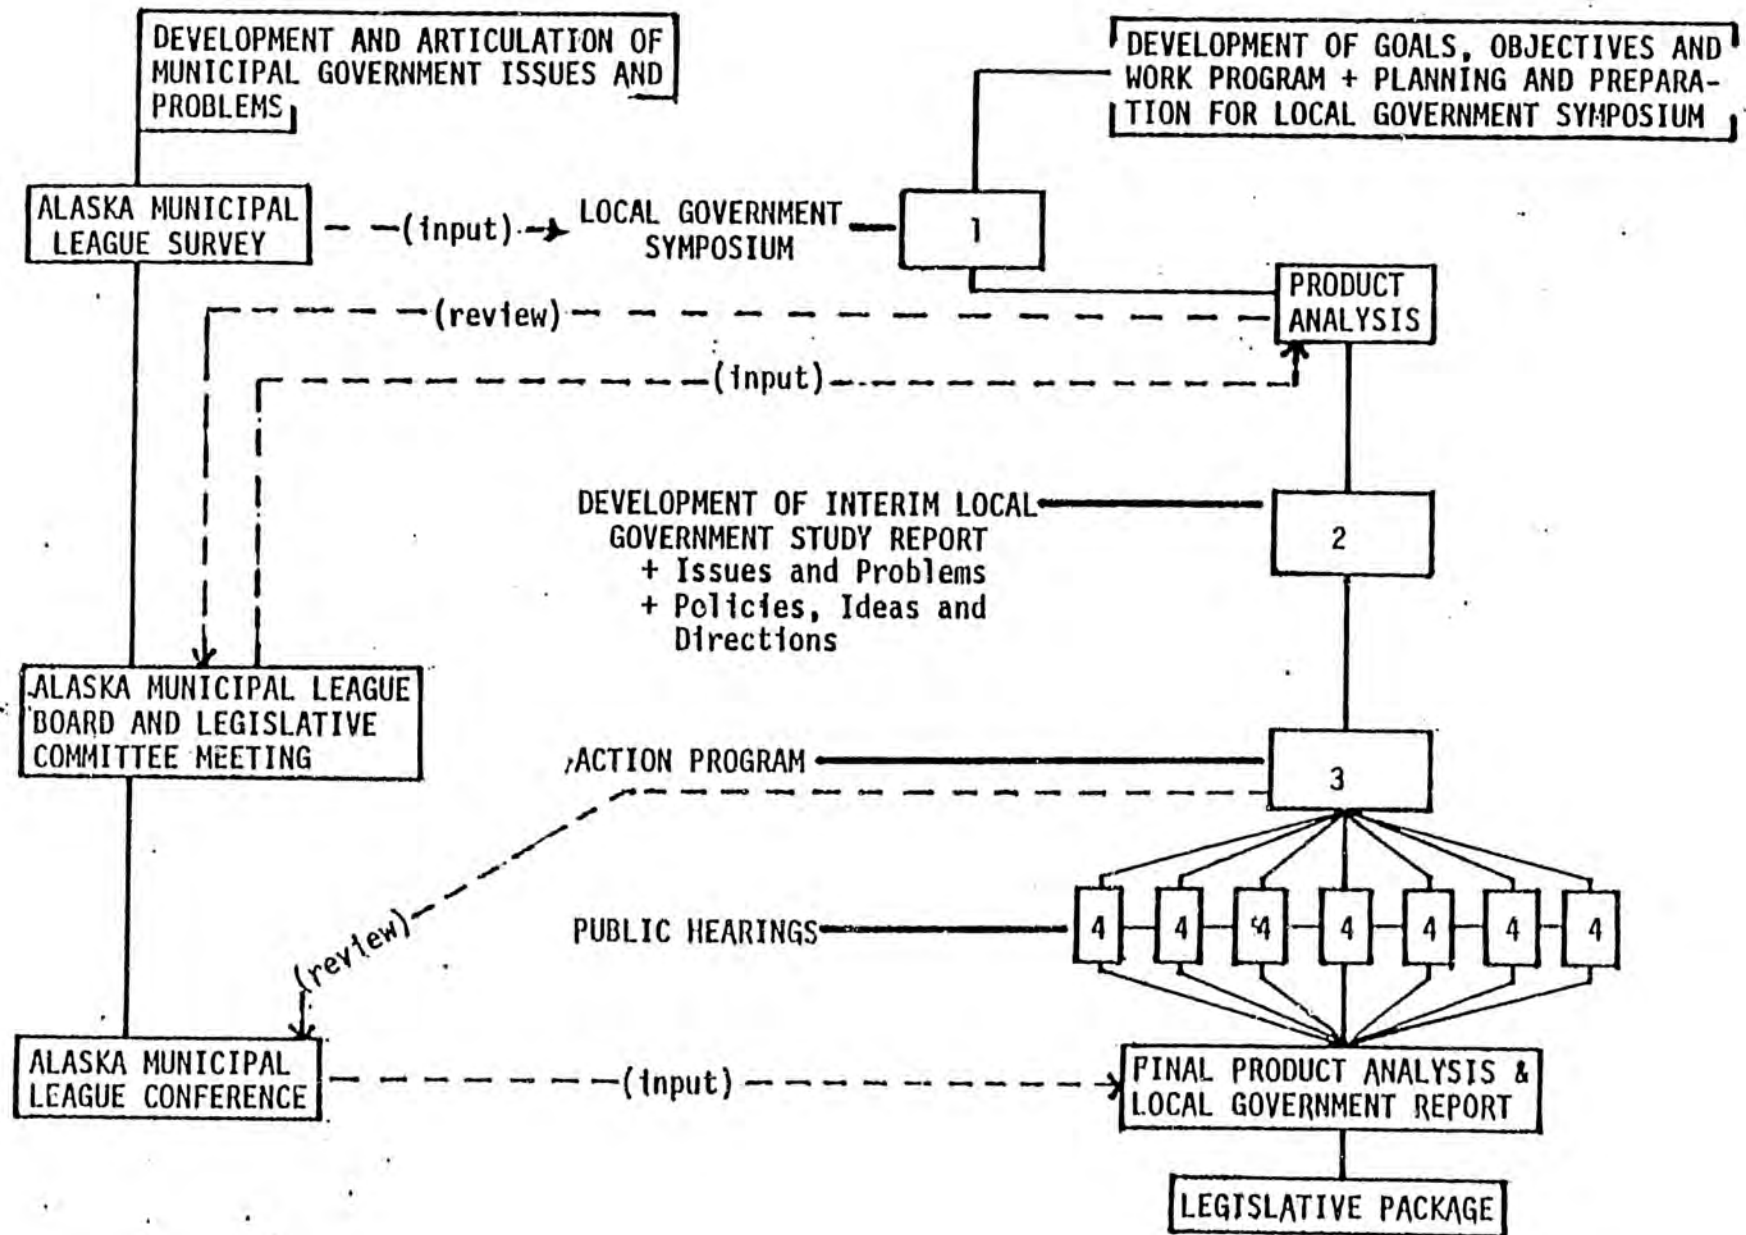 DEVELOPMENT AND ARTICULATION OF
MUNICIPAL GOVERNMENT ISSUES AND
PROBLEMS
DEVELOPMENT OF GOALS, OBJECTIVES AND
WORK PROGRAM + PLANNING AND PREPARA-
TION FOR LOCAL GOVERNMENT SYMPOSIUM
ALASKA MUNICIPAL
LEAGUE SURVEY
(input)
LOCAL GOVERNMENT
SYMPOSIUM
1
PRODUCT
ANALYSIS
(review)
(input)
DEVELOPMENT OF INTERIM LOCAL
GOVERNMENT STUDY REPORT
+ Issues and Problems
+ Policies, Ideas and
Directions
2
ALASKA MUNICIPAL LEAGUE
BOARD AND LEGISLATIVE
COMMITTEE MEETING
ACTION PROGRAM
3
(review)
PUBLIC HEARINGS
4 4 4 4 4 4 4
ALASKA MUNICIPAL
LEAGUE CONFERENCE
(input)
FINAL PRODUCT ANALYSIS &
LOCAL GOVERNMENT REPORT
LEGISLATIVE PACKAGE